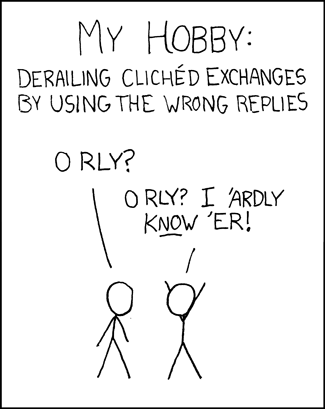 MY HOBBY:
DERAILING CLICHÉD EXCHANGES
BY USING THE WRONG REPLIES
O RLY?
O RLY? I 'ARDLY
KNOW 'ER!